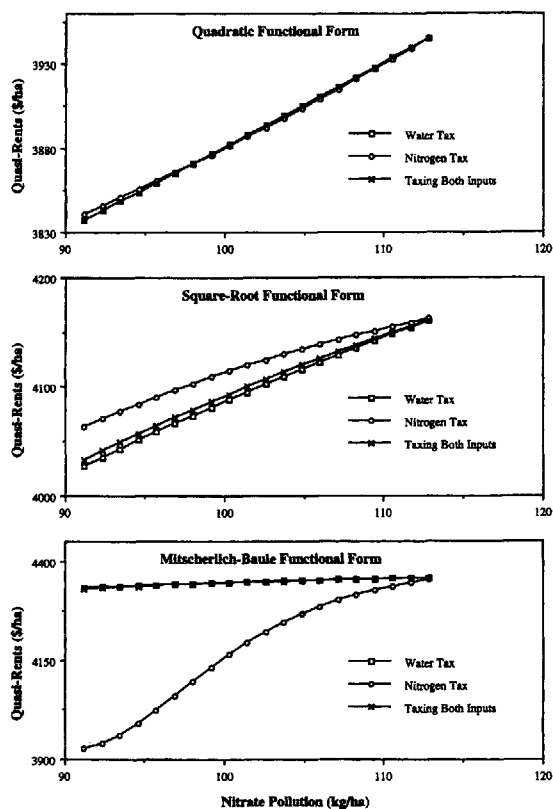 Quadratic Functional Form
Quasi-Rents ($/ha)
3930
3880
3830
Water Tax
Nitrogen Tax
Taxing Both Inputs
90
100
110
120
Square-Root Functional Form
Quasi-Rents ($/ha)
4200
4100
4000
Water Tax
Nitrogen Tax
Taxing Both Inputs
90
100
110
120
Mitscherlich-Baule Functional Form
Quasi-Rents ($/ha)
4400
4150
3900
Water Tax
Nitrogen Tax
Taxing Both Inputs
90
100
110
120
Nitrate Pollution (kg/ha)